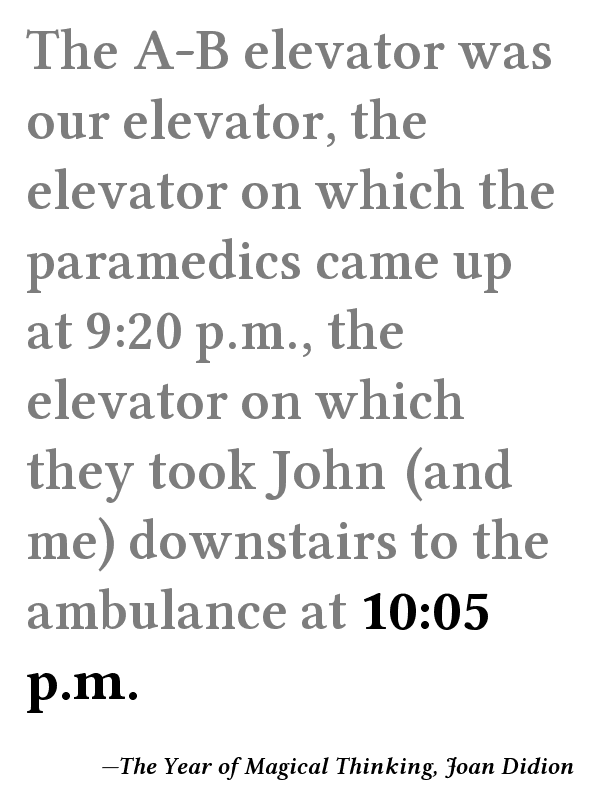 The A-B elevator was
our elevator, the
elevator on which the
paramedics came up
at 9:20 p.m., the
elevator on which
they took John (and
me) downstairs to the
ambulance at 10:05
p.m.
—The Year of Magical Thinking, Joan Didion